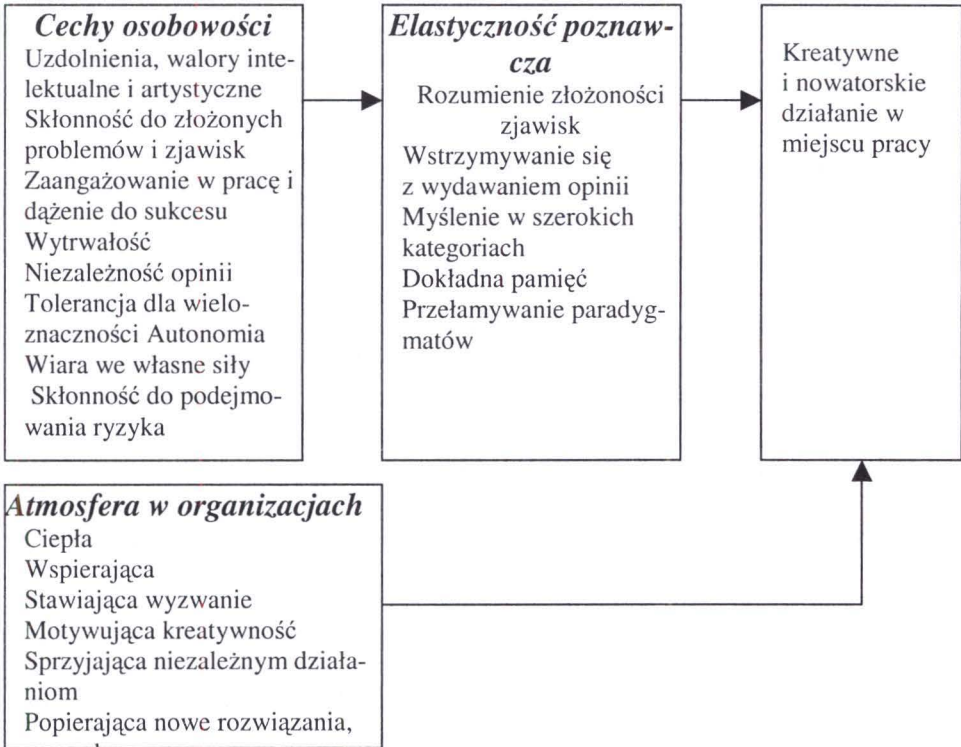 Cechy osobowości
Uzdolnienia, walory inte-
lektualne i artystyczne
Skłonność do złożonych
problemów i zjawisk
Zaangażowanie w pracę i
dążenie do sukcesu
Wytrwałość
Niezależność opinii
Tolerancja dla wielo-
znaczności Autonomia
Wiara we własne siły
Skłonność do podejmo-
wania ryzyka
Elastyczność poznaw-
cza
Rozumienie złożoności
zjawisk
Wstrzymywanie się
z wydawaniem opinii
Myślenie w szerokich
kategoriach
Dokładna pamięć
Przełamywanie paradyg-
matów
Kreatywne
i nowatorskie
działanie w
miejscu pracy
Atmosfera w organizacjach
Ciepła
Wspierająca
Stawiająca wyzwanie
Motywująca kreatywność
Sprzyjająca niezależnym działa-
niom
Popierająca nowe rozwiązania,